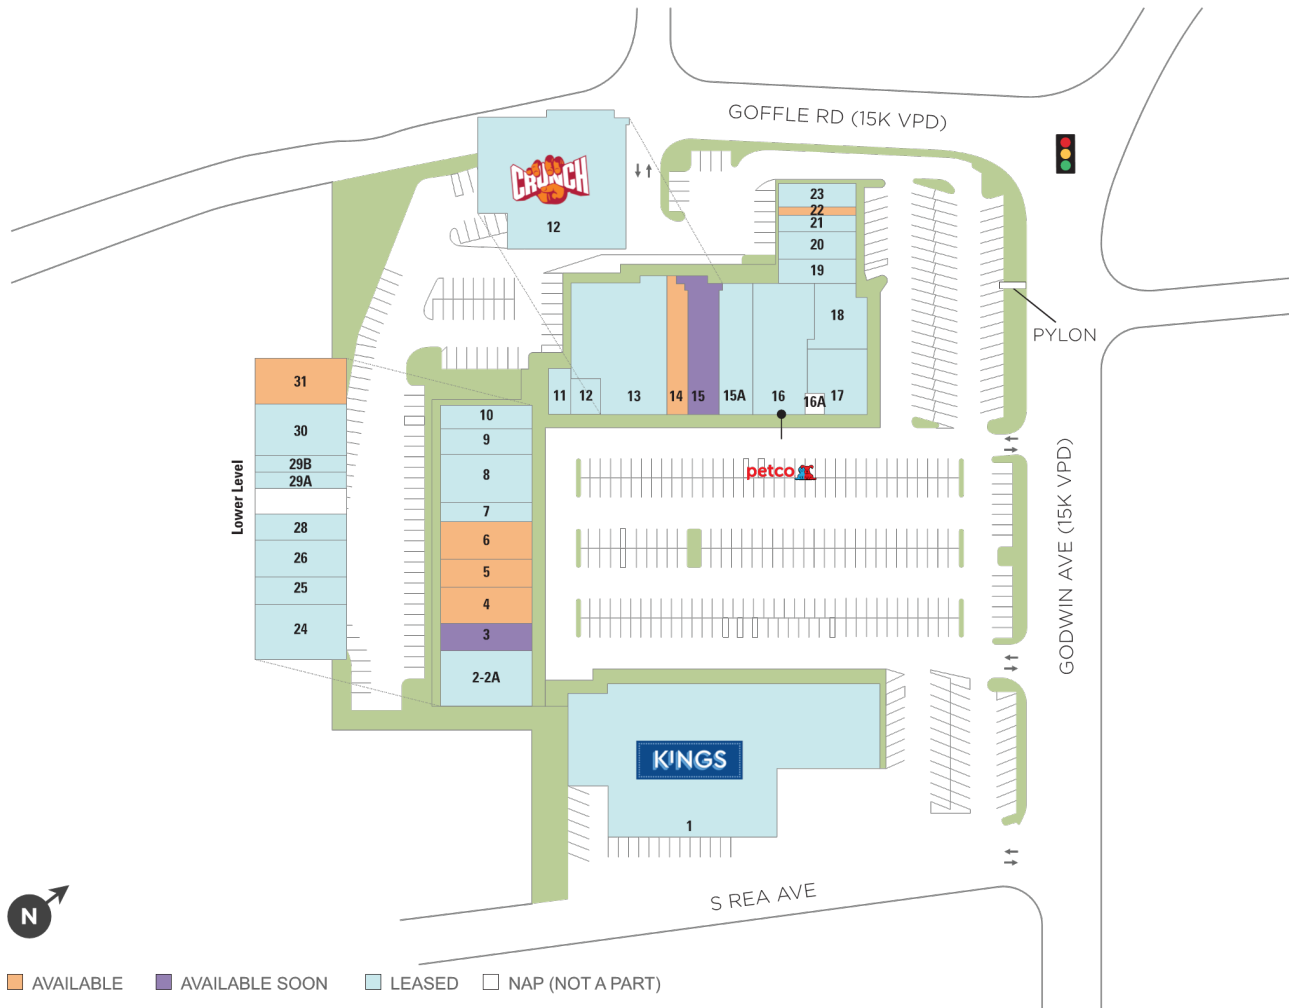 GOFFLE RD (15K VPD)
CRUNCH
12
23
22
21
20
19
18
PYLON
31
30
29B
29A
28
26
25
24
Lower Level
10
9
8
7
6
5
4
3
2-2A
11
12
13
14
15
15A
16
16A
17
petco
GODWIN AVE (15K VPD)
KINGS
1
S REA AVE
N
AVAILABLE
AVAILABLE SOON
LEASED
NAP (NOT A PART)